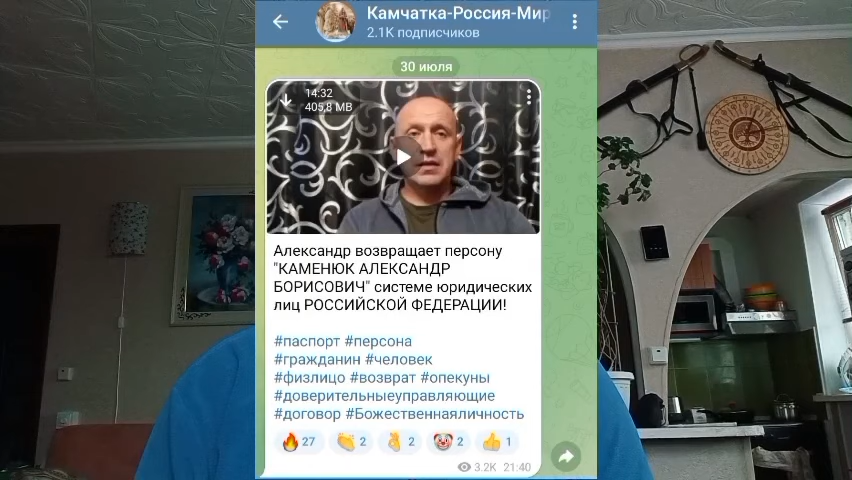 Камчатка-Россия-Мир
2.1K подписчиков
30 июля
14:32
405,8 MB
Александр возвращает персону
"КАМЕНЮК АЛЕКСАНДР
БОРИСОВИЧ" системе юридических
лиц РОССИЙСКОЙ ФЕДЕРАЦИИ!
#паспорт #персона
#гражданин #человек
#физлицо #возврат #опекуны
#доверительныеуправляющие
#договор #Божественнаяличность
27 2 2 2 1
3.2K 21:40